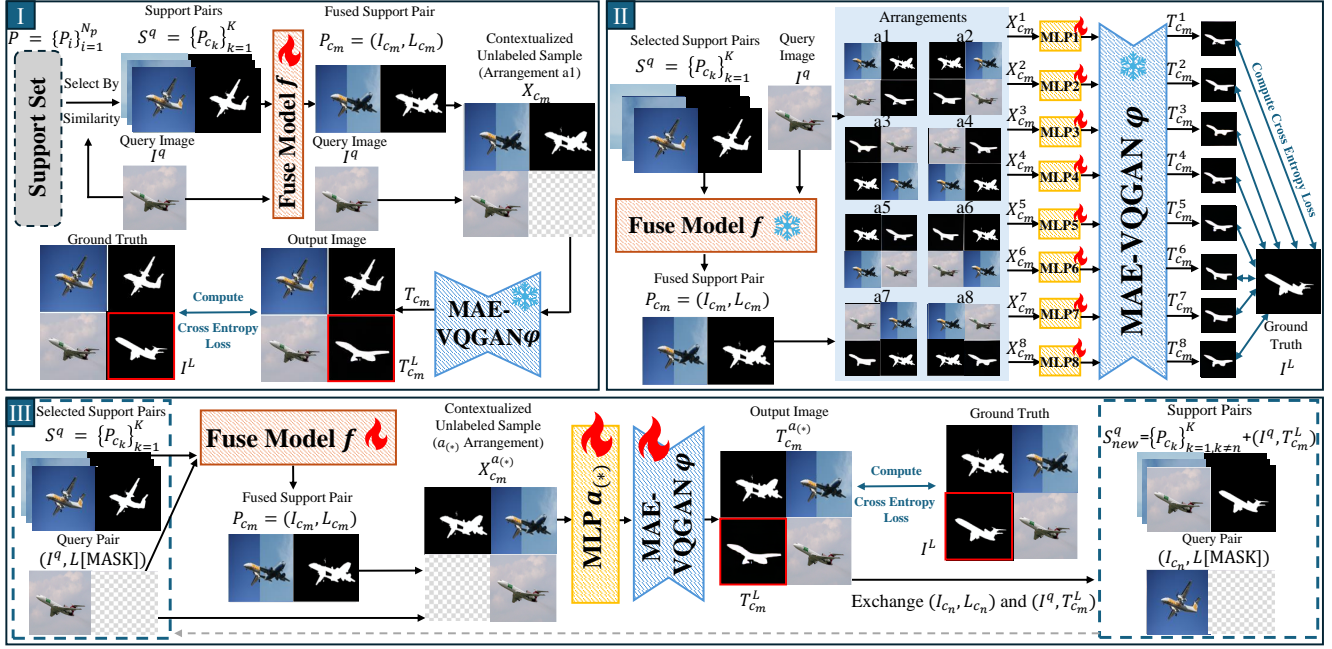 I
P = {P_i}_{i=1}^{N_p}
Support Pairs
S^q = {P_{c_k}}_{k=1}^K
Fused Support Pair
P_{c_m} = (I_{c_m}, L_{c_m})
Contextualized
Unlabeled Sample
(Arrangement a1)
X_{c_m}
Support Set
Select By
Similarity
Fuse Model f
Query Image
I^q
Query Image
I^q
Ground Truth
Output Image
Compute
Cross Entropy
Loss
T_{c_m}
MAE-
VQGAN φ
I^L
T_{c_m}^L
II
Selected Support Pairs
S^q = {P_{c_k}}_{k=1}^K
Query
Image
I^q
Fuse Model f
Fused Support Pair
P_{c_m} = (I_{c_m}, L_{c_m})
Arrangements
a1 a2
a3 a4
a5 a6
a7 a8
X_{c_m}^1 MLP1 T_{c_m}^1
X_{c_m}^2 MLP2 T_{c_m}^2
X_{c_m}^3 MLP3 T_{c_m}^3
X_{c_m}^4 MLP4 T_{c_m}^4
X_{c_m}^5 MLP5 T_{c_m}^5
X_{c_m}^6 MLP6 T_{c_m}^6
X_{c_m}^7 MLP7 T_{c_m}^7
X_{c_m}^8 MLP8 T_{c_m}^8
MAE-VQGAN φ
Compute Cross Entropy Loss
Ground
Truth
I^L
III
Selected Support Pairs
S^q = {P_{c_k}}_{k=1}^K
Query Pair
(I^q, L[MASK])
Fuse Model f
Fused Support Pair
P_{c_m} = (I_{c_m}, L_{c_m})
Contextualized
Unlabeled Sample
(a_(*) Arrangement)
X_{c_m}^{a_(*)}
MLP a_(*)
MAE-
VQGAN φ
Output Image
T_{c_m}^{a_(*)}
T_{c_m}^L
Compute
Cross Entropy
Loss
Ground Truth
I^L
Exchange (I_{c_n}, L_{c_n}) and (I^q, T_{c_m}^L)
Support Pairs
S_{new}^q={P_{c_k}}_{k=1,k≠n}^K+(I^q, T_{c_m}^L)
Query Pair
(I_{c_n}, L[MASK])